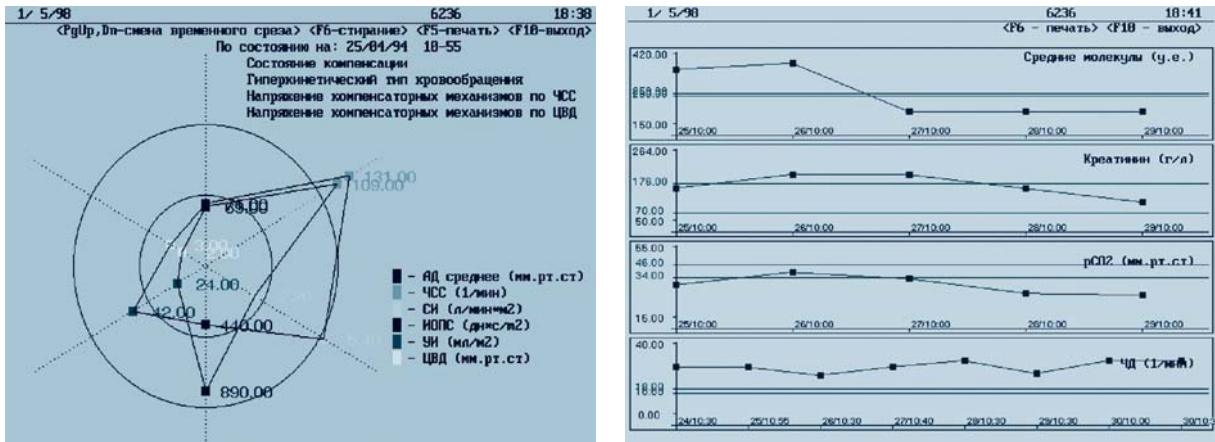 1/ 5/98 6236 18:38
<PgUp,Dn-смена временного среза> <F6-стирание> <F5-печать> <F10-выход>
По состоянию на: 25/04/94 10-55
Состояние компенсации
Гиперкинетический тип кровообращения
Напряжение компенсаторных механизмов по ЧСС
Напряжение компенсаторных механизмов по ЦВД
131.00
109.00
24.00
42.00
440.00
890.00
- АД среднее (мм.рт.ст)
- ЧСС (1/мин)
- СИ (л/мин*м2)
- ИОПС (дн*с/м2)
- УИ (мл/м2)
- ЦВД (мм.рт.ст)
1/ 5/98 6236 18:41
<F6 - печать> <F10 - выход>
420.00
Средние молекулы (у.е.)
150.00
25/10:00 26/10:00 27/10:00 28/10:00 29/10:00
264.00
Креатинин (г/л)
176.00
70.00
50.00
25/10:00 26/10:00 27/10:00 28/10:00 29/10:00
55.00
46.00
pCO2 (мм.рт.ст)
34.00
15.00
25/10:00 26/10:00 27/10:00 28/10:00 29/10:00
40.00
ЧД (1/мин)
0.00
24/10:30 25/10:55 26/10:30 27/10:40 28/10:30 29/10:30 30/10:00